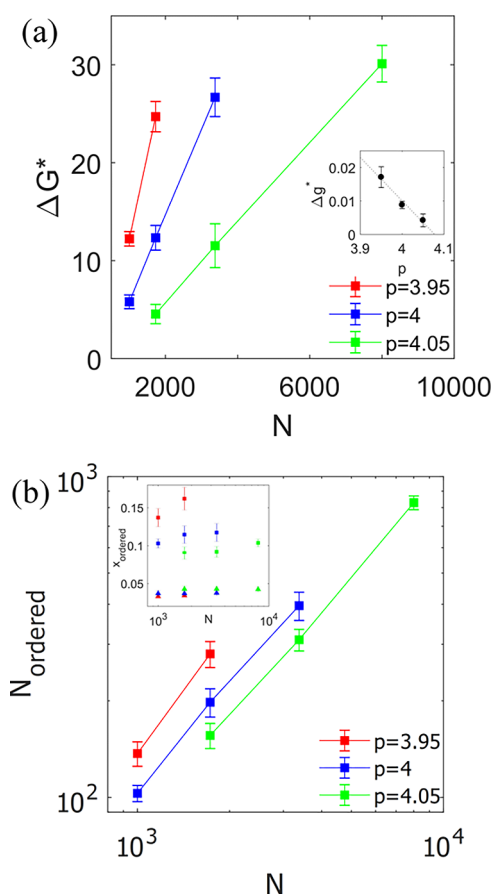 (a)
30
20
10
0
ΔG*
2000
6000
10000
N
0.02
0.01
0
Δg*
3.9
4
4.1
p
p=3.95
p=4
p=4.05
(b)
10³
10²
N_ordered
10³
10⁴
N
0.15
0.1
0.05
x_ordered
10³
N
10⁴
p=3.95
p=4
p=4.05